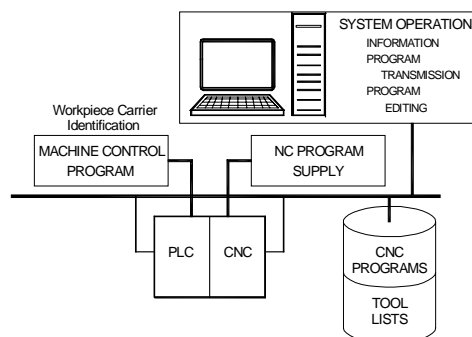 SYSTEM OPERATION
INFORMATION
PROGRAM
TRANSMISSION
PROGRAM
EDITING
Workpiece Carrier
Identification
MACHINE CONTROL
PROGRAM
NC PROGRAM
SUPPLY
PLC
CNC
CNC
PROGRAMS
TOOL
LISTS